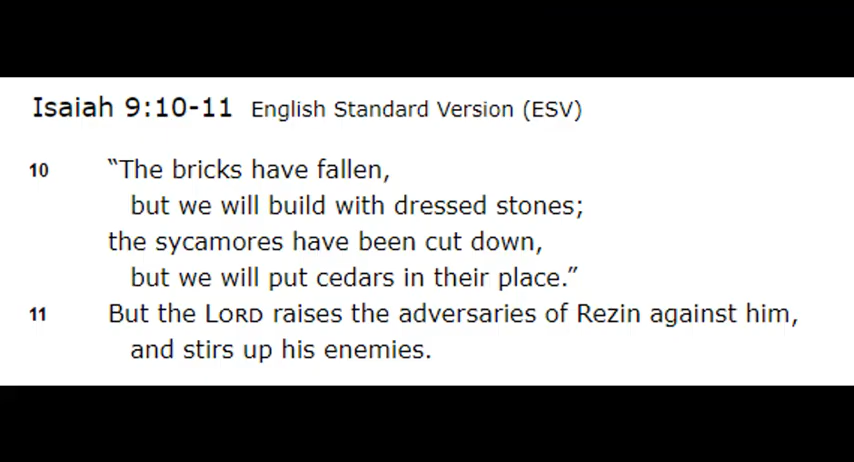 Isaiah 9:10-11 English Standard Version (ESV)
10 “The bricks have fallen,
but we will build with dressed stones;
the sycamores have been cut down,
but we will put cedars in their place.”
11 But the LORD raises the adversaries of Rezin against him,
and stirs up his enemies.